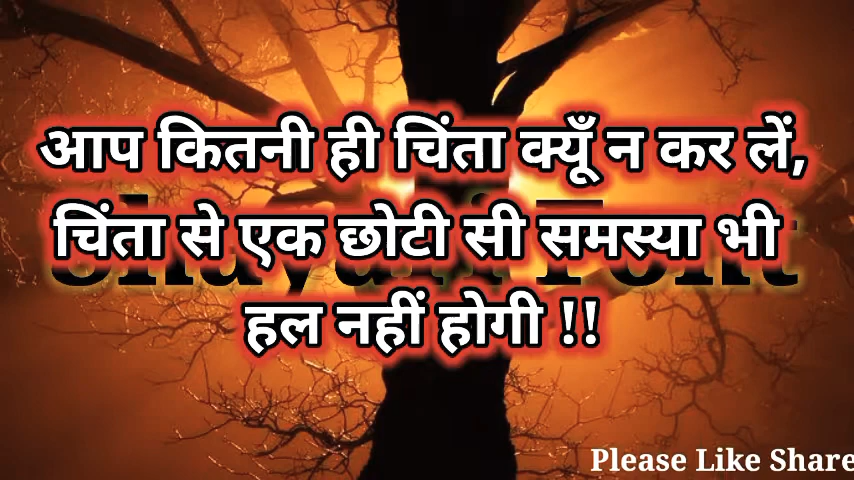 आप कितनी ही चिंता क्यूँ न कर लें,
चिंता से एक छोटी सी समस्या भी
हल नहीं होगी !!
Please Like Share